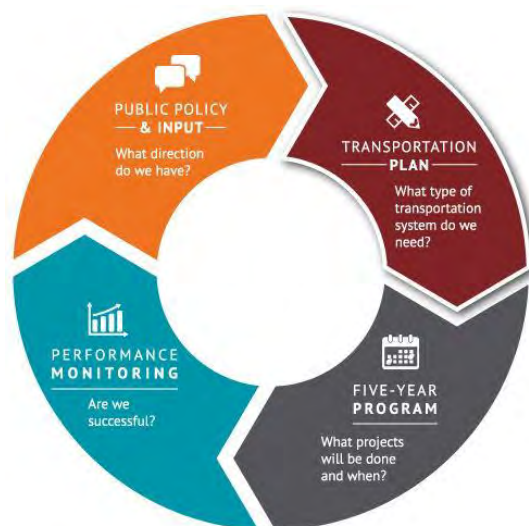 PUBLIC POLICY
& INPUT
What direction
do we have?
TRANSPORTATION
PLAN
What type of
transportation
system do we
need?
FIVE-YEAR
PROGRAM
What projects
will be done
and when?
PERFORMANCE
MONITORING
Are we
successful?